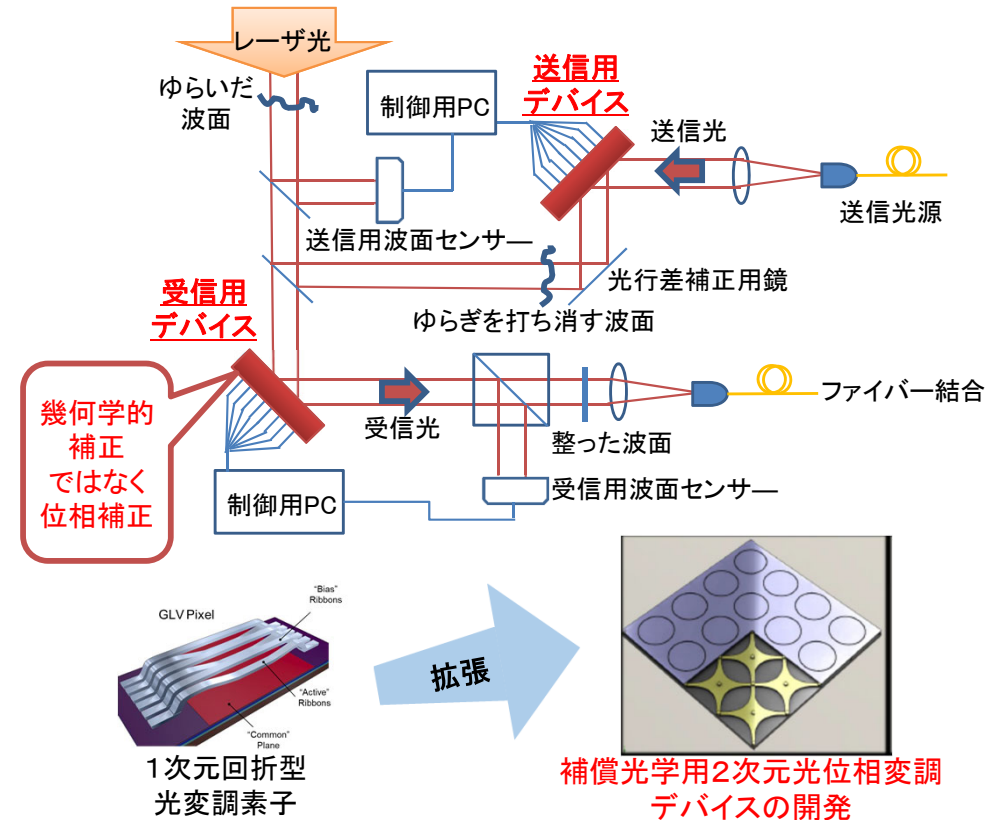 レーザ光
ゆらいだ
波面
制御用PC
送信用
デバイス
送信光
送信光源
送信用波面センサ―
光行差補正用鏡
ゆらぎを打ち消す波面
受信用
デバイス
幾何学的
補正
ではなく
位相補正
受信光
整った波面
ファイバー結合
制御用PC
受信用波面センサ―
GLV Pixel
"Bias"
Ribbons
"Active"
Ribbons
"Common"
Plane
1次元回折型
光変調素子
拡張
補償光学用2次元光位相変調
デバイスの開発